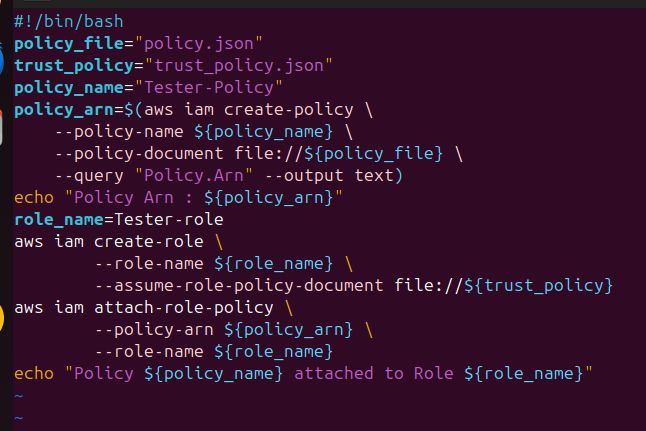 #!/bin/bash
policy_file="policy.json"
trust_policy="trust_policy.json"
policy_name="Tester-Policy"
policy_arn=$(aws iam create-policy \
    --policy-name ${policy_name} \
    --policy-document file://${policy_file} \
    --query "Policy.Arn" --output text)
echo "Policy Arn : ${policy_arn}"
role_name=Tester-role
aws iam create-role \
        --role-name ${role_name} \
        --assume-role-policy-document file://${trust_policy}
aws iam attach-role-policy \
        --policy-arn ${policy_arn} \
        --role-name ${role_name}
echo "Policy ${policy_name} attached to Role ${role_name}"
~
~